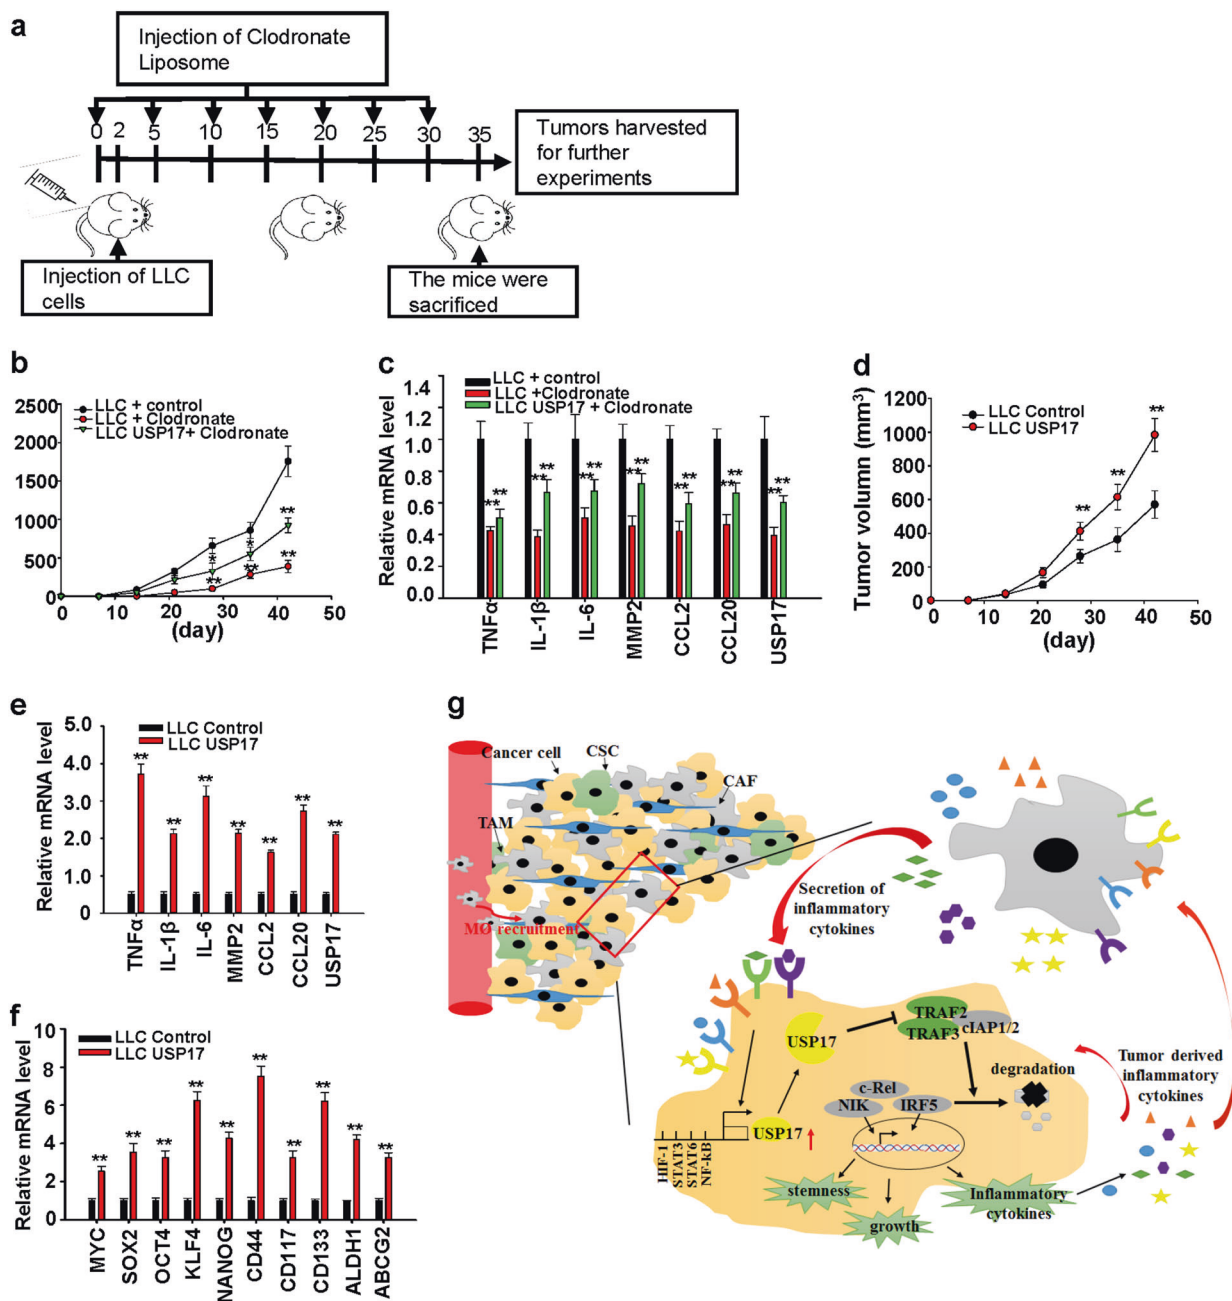 a
Injection of Clodronate
Liposome
0 2 5 10 15 20 25 30 35
Tumors harvested
for further
experiments
Injection of LLC
cells
The mice were
sacrificed
b
LLC + control
LLC + Clodronate
LLC USP17+ Clodronate
2500
2000
1500
1000
500
0
0 10 20 30 40 50
(day)
* * **
** ** **
c
LLC + control
LLC +Clodronate
LLC USP17 + Clodronate
Relative mRNA level
1.4
1.2
1.0
0.8
0.6
0.4
0.2
0.0
** ** ** ** ** ** **
** ** ** ** ** ** **
TNFα IL-1β IL-6 MMP2 CCL2 CCL20 USP17
d
LLC Control
LLC USP17
Tumor volumn (mm³)
1200
1000
800
600
400
200
0
** ** **
0 10 20 30 40 50
(day)
e
LLC Control
LLC USP17
Relative mRNA level
5.0
4.0
3.0
2.0
1.0
0.0
** ** ** ** ** ** **
TNFα IL-1β IL-6 MMP2 CCL2 CCL20 USP17
f
LLC Control
LLC USP17
Relative mRNA level
10
8
6
4
2
0
** ** ** ** ** ** ** ** ** **
MYC SOX2 OCT4 KLF4 NANOG CD44 CD117 CD133 ALDH1 ABCG2
g
Cancer cell
CSC
CAF
TAM
MØ recruitment
Secretion of
inflammatory
cytokines
USP17
TRAF2
TRAF3
cIAP1/2
degradation
Tumor derived
inflammatory
cytokines
c-Rel
NIK
IRF5
USP17
HIF-1
STAT3
STAT6
NF-kB
stemness
growth
Inflammatory
cytokines